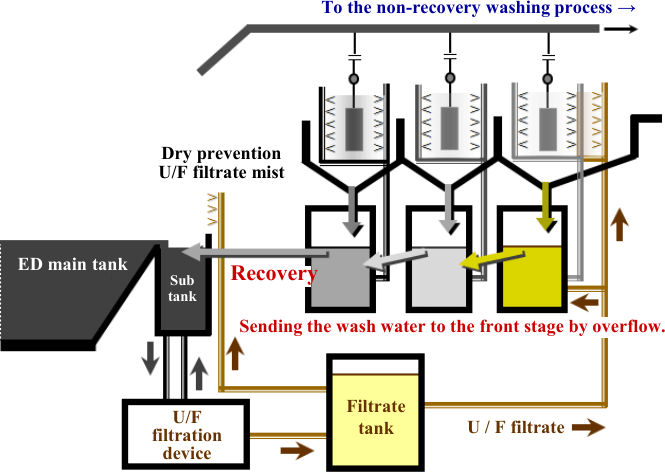 To the non-recovery washing process →
Dry prevention
U/F filtrate mist
ED main tank
Sub
tank
Recovery
Sending the wash water to the front stage by overflow.
U/F
filtration
device
Filtrate
tank
U / F filtrate